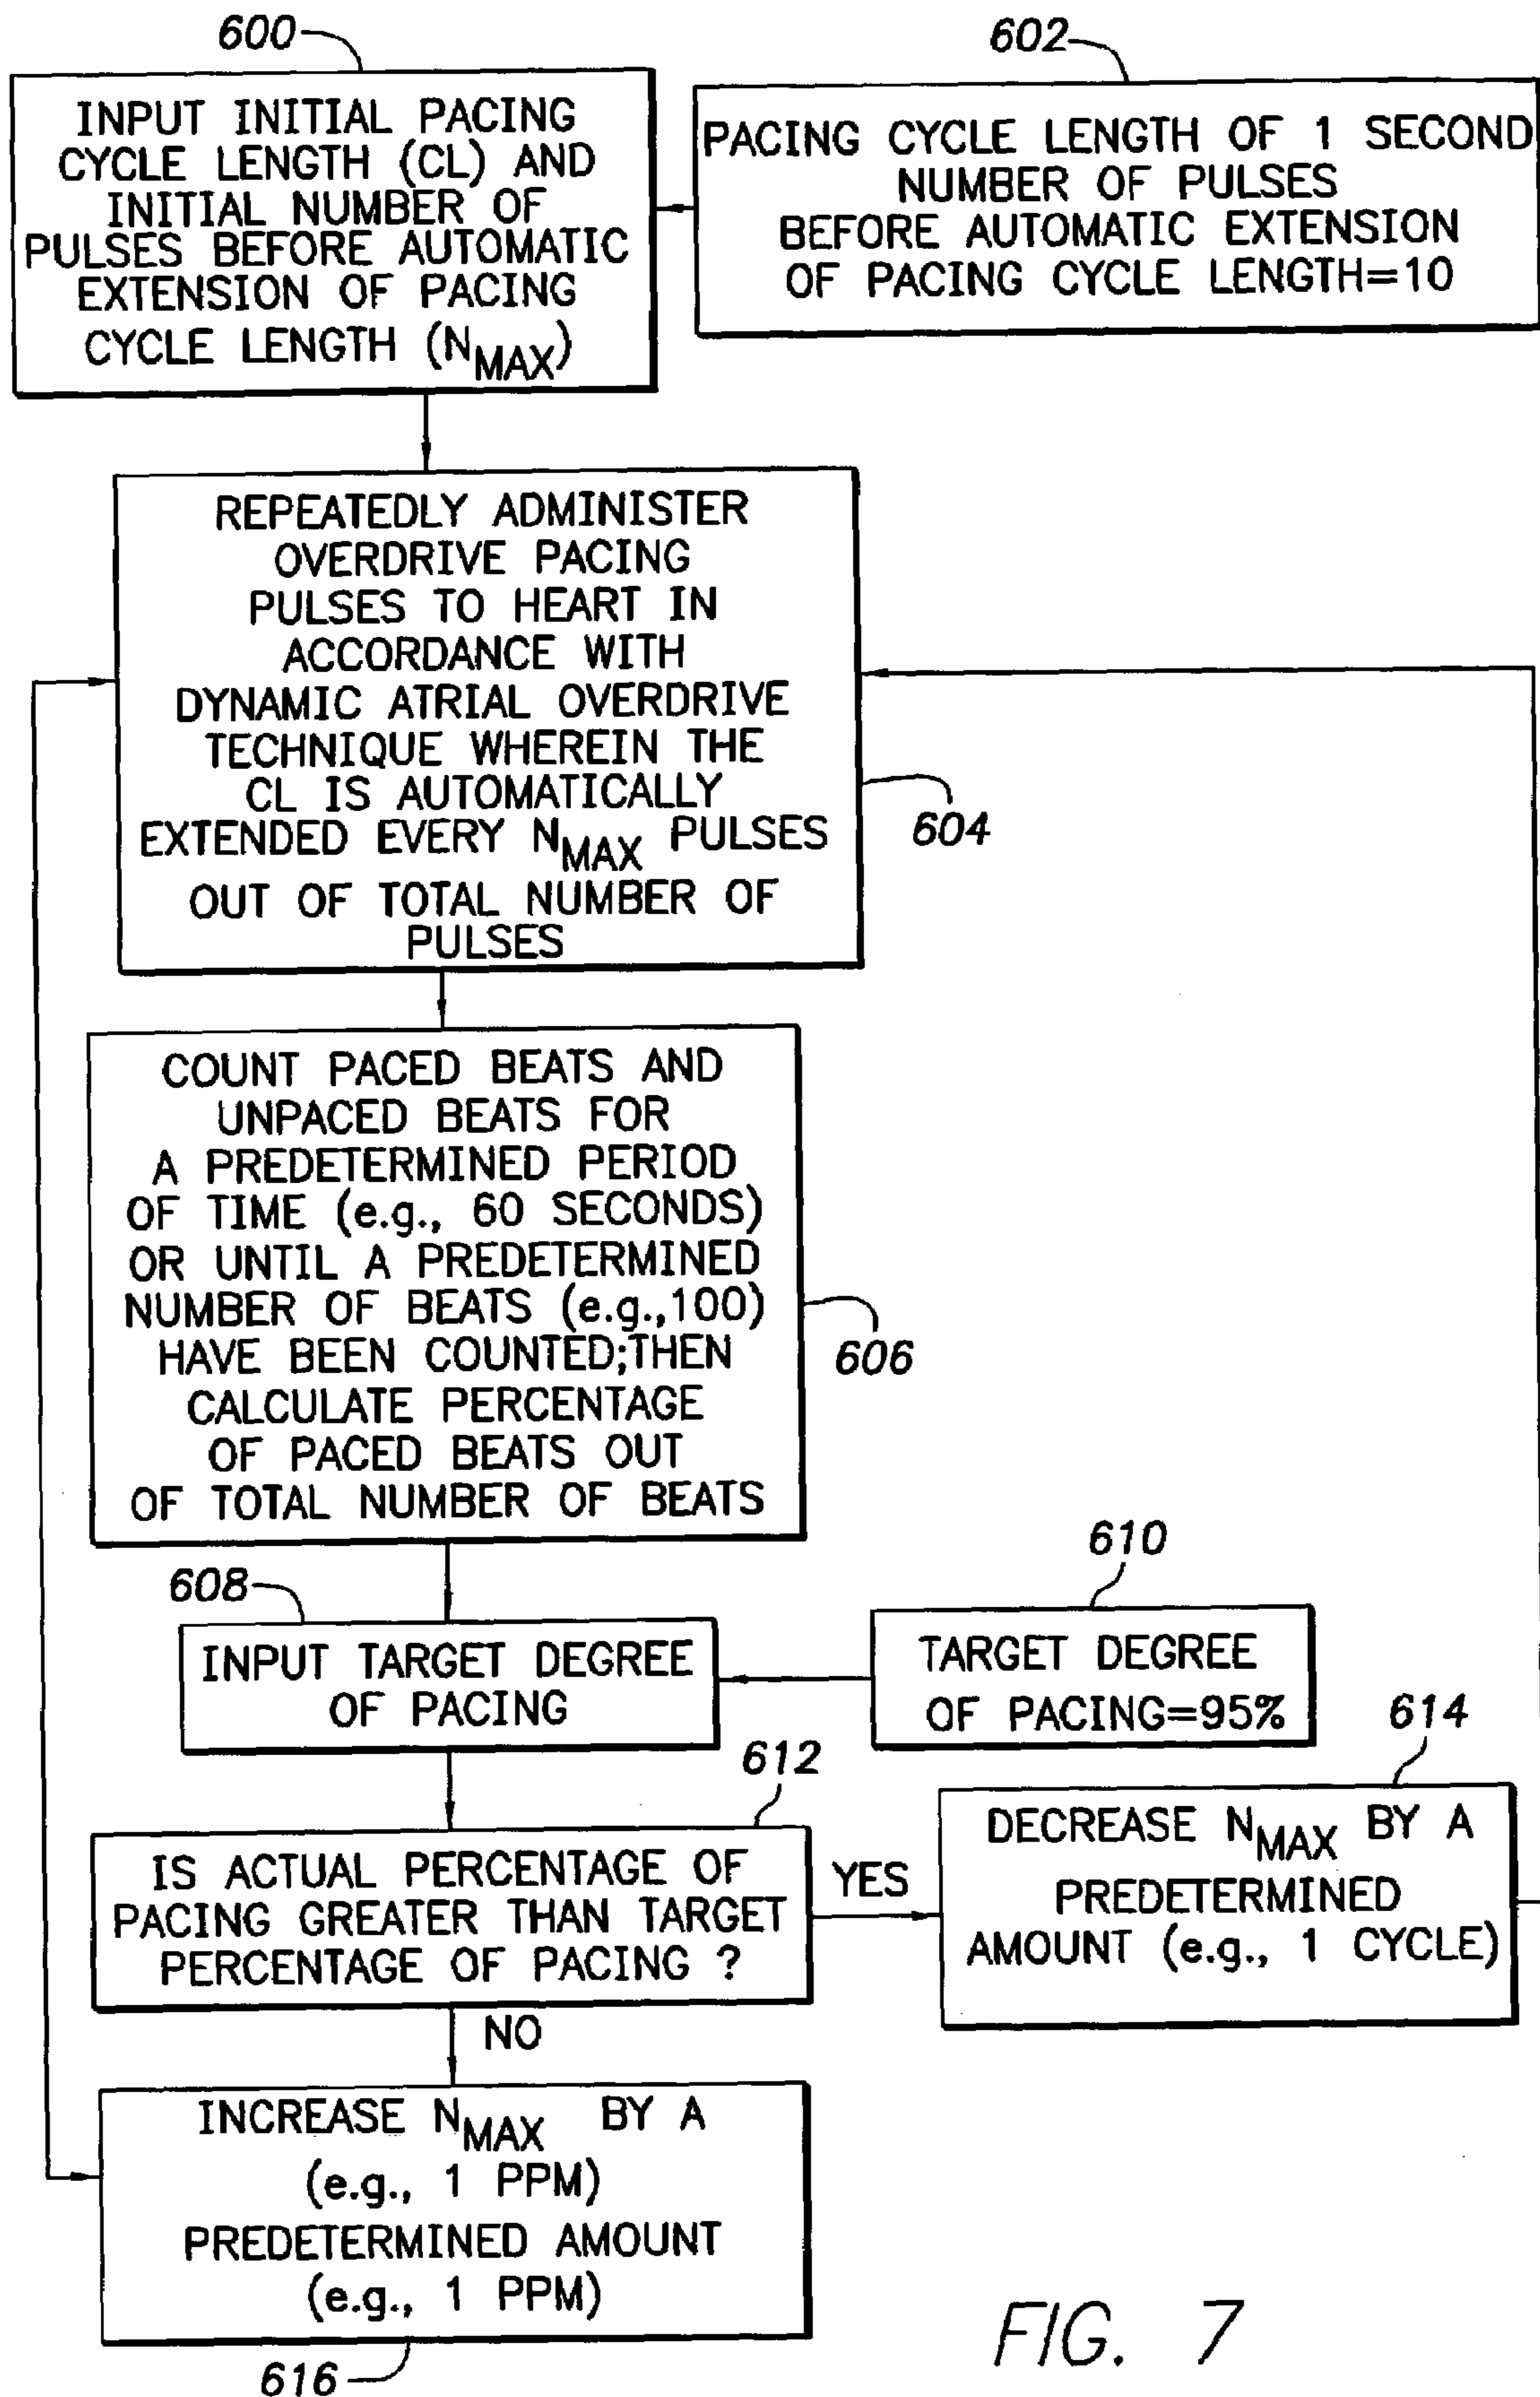 600
INPUT INITIAL PACING
CYCLE LENGTH (CL) AND
INITIAL NUMBER OF
PULSES BEFORE AUTOMATIC
EXTENSION OF PACING
CYCLE LENGTH (NMAX)
602
PACING CYCLE LENGTH OF 1 SECOND
NUMBER OF PULSES
BEFORE AUTOMATIC EXTENSION
OF PACING CYCLE LENGTH=10
REPEATEDLY ADMINISTER
OVERDRIVE PACING
PULSES TO HEART IN
ACCORDANCE WITH
DYNAMIC ATRIAL OVERDRIVE
TECHNIQUE WHEREIN THE
CL IS AUTOMATICALLY
EXTENDED EVERY NMAX PULSES
OUT OF TOTAL NUMBER OF
PULSES
604
COUNT PACED BEATS AND
UNPACED BEATS FOR
A PREDETERMINED PERIOD
OF TIME (e.g., 60 SECONDS)
OR UNTIL A PREDETERMINED
NUMBER OF BEATS (e.g.,100)
HAVE BEEN COUNTED;THEN
CALCULATE PERCENTAGE
OF PACED BEATS OUT
OF TOTAL NUMBER OF BEATS
606
608
INPUT TARGET DEGREE
OF PACING
610
TARGET DEGREE
OF PACING=95%
612
IS ACTUAL PERCENTAGE OF
PACING GREATER THAN TARGET
PERCENTAGE OF PACING ?
YES
614
DECREASE NMAX BY A
PREDETERMINED
AMOUNT (e.g., 1 CYCLE)
NO
INCREASE NMAX BY A
(e.g., 1 PPM)
PREDETERMINED AMOUNT
(e.g., 1 PPM)
616
FIG. 7